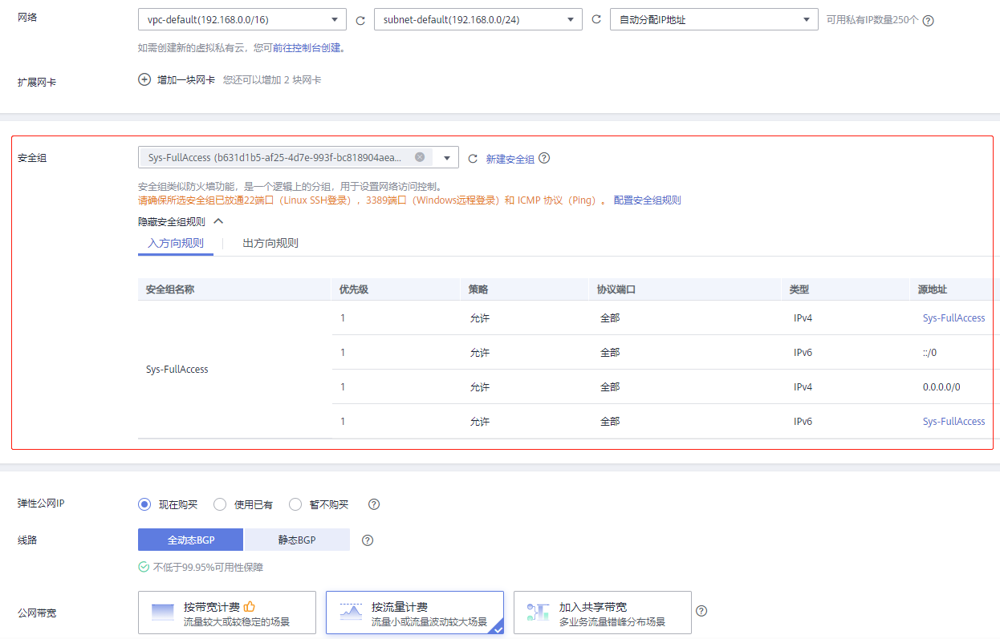 网络
vpc-default(192.168.0.0/16) subnet-default(192.168.0.0/24) 自动分配IP地址 可用私有IP数量250个
如需创建新的虚拟私有云，您可前往控制台创建。
扩展网卡
增加一块网卡 您还可以增加 2 块网卡
安全组
Sys-FullAccess (b631d1b5-af25-4d7e-993f-bc818904aea... 新建安全组
安全组类似防火墙功能，是一个逻辑上的分组，用于设置网络访问控制。
请确保所选安全组已放通22端口（Linux SSH登录），3389端口（Windows远程登录）和 ICMP 协议（Ping）。 配置安全组规则
隐藏安全组规则
入方向规则 出方向规则
安全组名称 优先级 策略 协议端口 类型 源地址
1 允许 全部 IPv4 Sys-FullAccess
1 允许 全部 IPv6 ::/0
Sys-FullAccess
1 允许 全部 IPv4 0.0.0.0/0
1 允许 全部 IPv6 Sys-FullAccess
弹性公网IP
现在购买 使用已有 暂不购买
线路
全动态BGP 静态BGP
不低于99.95%可用性保障
公网带宽
按带宽计费
流量较大或较稳定的场景
按流量计费
流量小或流量波动较大场景
加入共享带宽
多业务流量错峰分布场景